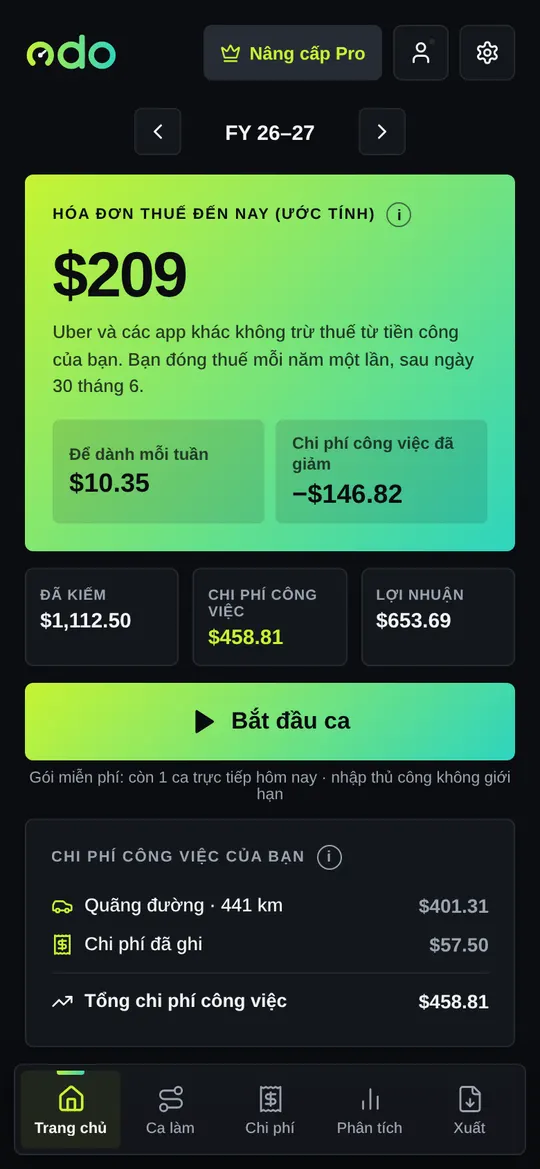 odo
Nâng cấp Pro
FY 26–27
HÓA ĐƠN THUẾ ĐẾN NAY (ƯỚC TÍNH) i
$209
Uber và các app khác không trừ thuế từ tiền công
của bạn. Bạn đóng thuế mỗi năm một lần, sau ngày
30 tháng 6.
Để dành mỗi tuần
$10.35
Chi phí công việc đã
giảm
−$146.82
ĐÃ KIẾM
$1,112.50
CHI PHÍ CÔNG
VIỆC
$458.81
LỢI NHUẬN
$653.69
Bắt đầu ca
Gói miễn phí: còn 1 ca trực tiếp hôm nay · nhập thủ công không giới
hạn
CHI PHÍ CÔNG VIỆC CỦA BẠN i
Quãng đường · 441 km $401.31
Chi phí đã ghi $57.50
Tổng chi phí công việc $458.81
Trang chủ
Ca làm
Chi phí
Phân tích
Xuất